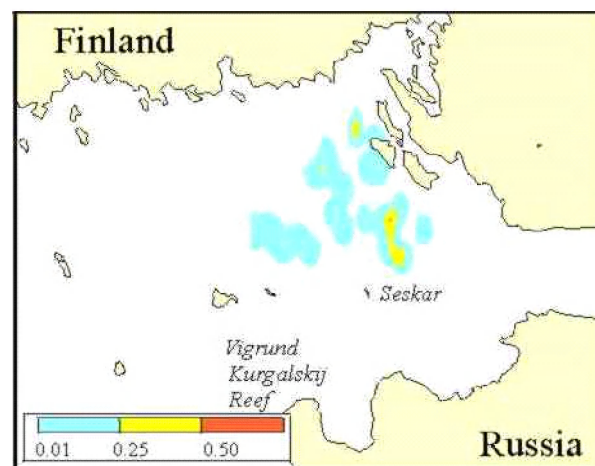 Finland
Seskar
Vigrund
Kurgalskij
Reef
0.01 0.25 0.50
Russia